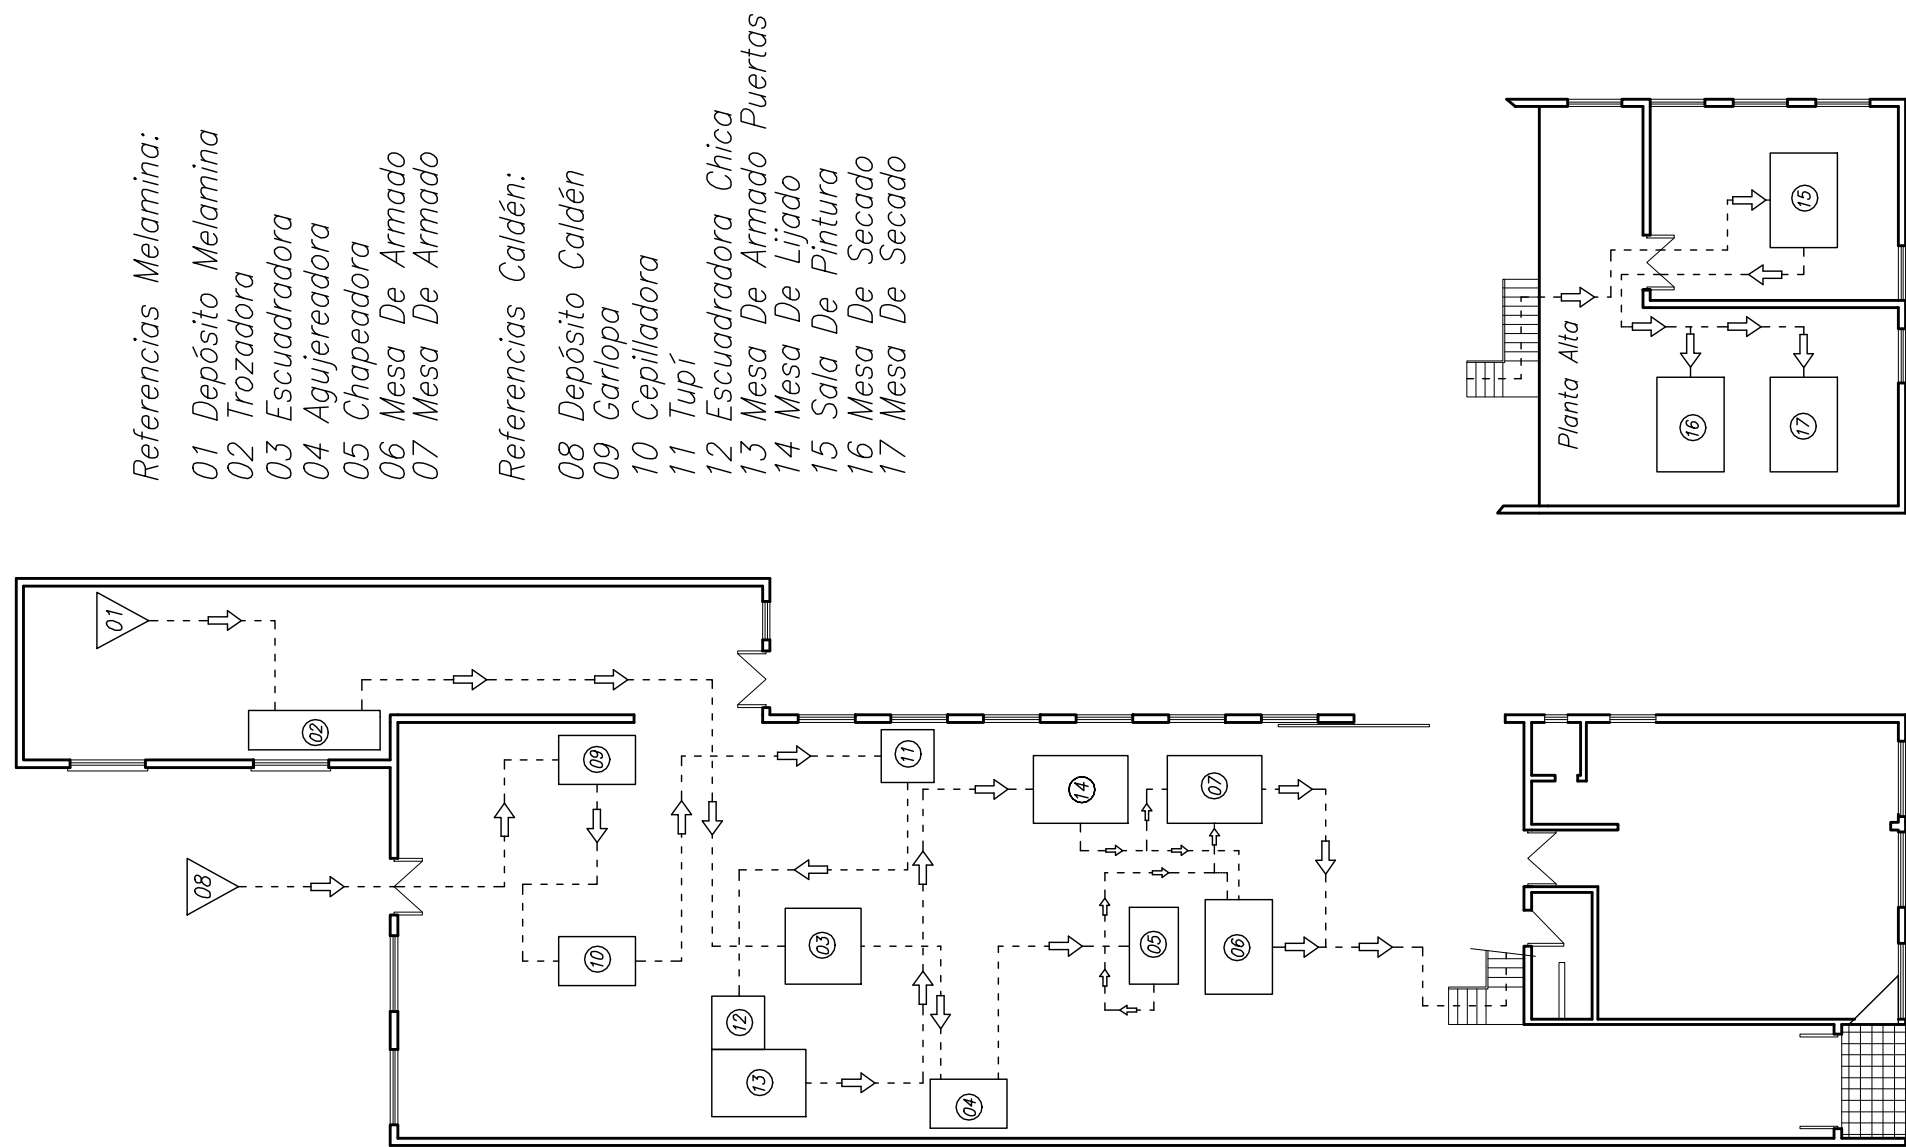 Referencias Melamina:
01 Depósito Melamina
02 Trozadora
03 Escuadradora
04 Agujereadora
05 Chapeadora
06 Mesa De Armado
07 Mesa De Armado
Referencias Caldén:
08 Depósito Caldén
09 Garlopa
10 Cepilladora
11 Tupí
12 Escuadradora Chica
13 Mesa De Armado Puertas
14 Mesa De Lijado
15 Sala De Pintura
16 Mesa De Secado
17 Mesa De Secado
Planta Alta
15
16
17
01
02
08
09
10
11
03
12
13
04
14
07
05
06